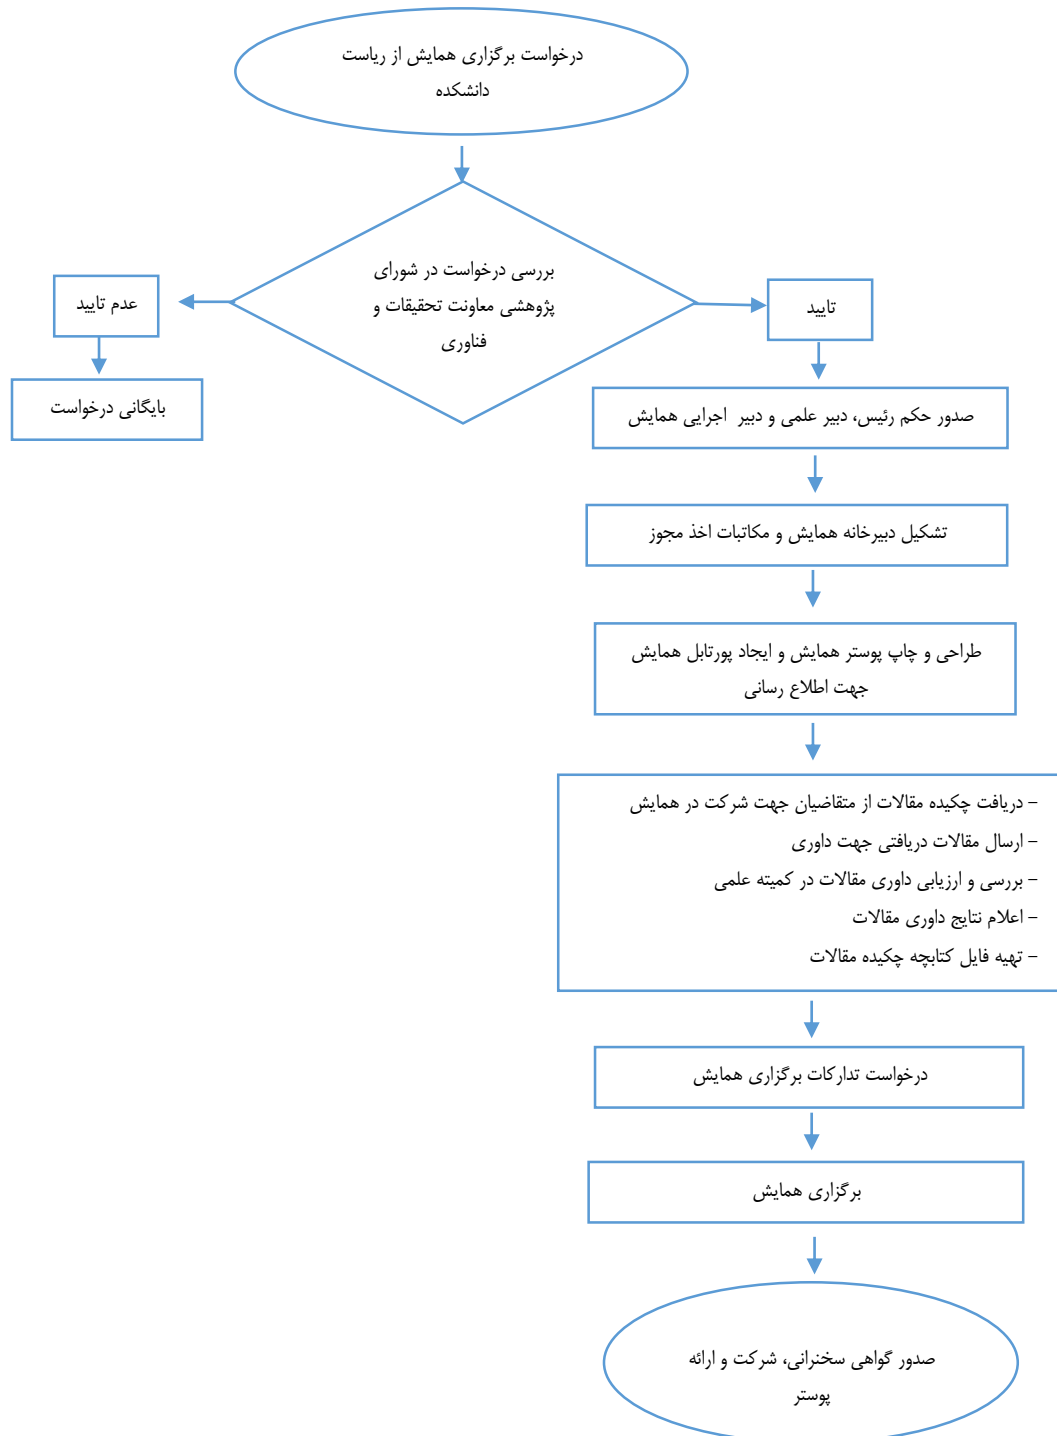 درخواست برگزاری همایش از ریاست
دانشکده
بررسی درخواست در شورای
پژوهشی معاونت تحقیقات و
فناوری
تایید
عدم تایید
بایگانی درخواست
صدور حکم رئیس، دبیر علمی و دبیر اجرایی همایش
تشکیل دبیرخانه همایش و مکاتبات اخذ مجوز
طراحی و چاپ پوستر همایش و ایجاد پورتابل همایش
جهت اطلاع رسانی
- دریافت چکیده مقالات از متقاضیان جهت شرکت در همایش
- ارسال مقالات دریافتی جهت داوری
- بررسی و ارزیابی داوری مقالات در کمیته علمی
- اعلام نتایج داوری مقالات
- تهیه فایل کتابچه چکیده مقالات
درخواست تدارکات برگزاری همایش
برگزاری همایش
صدور گواهی سخنرانی، شرکت و ارائه
پوستر